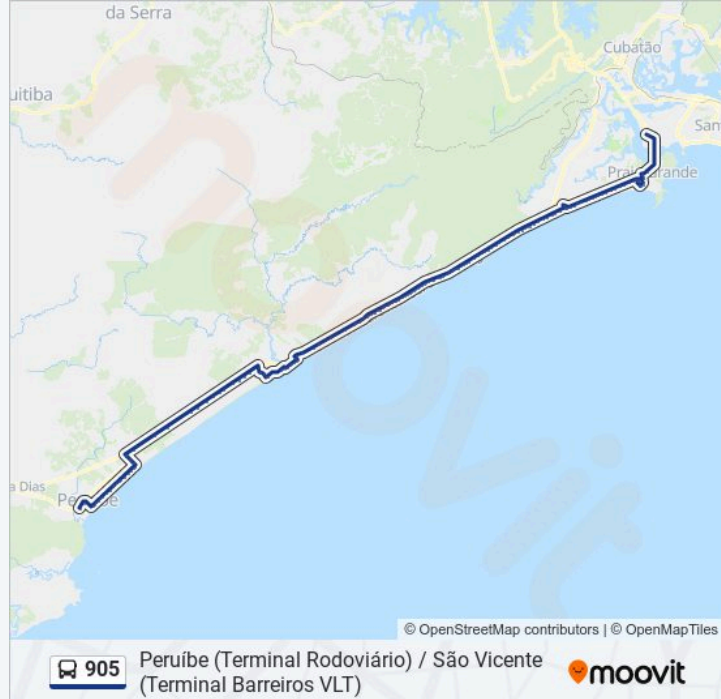 da Serra
Cubatão
uitiba
San
Praia Grande
a Dias
Peruíbe
moovit
© OpenStreetMap contributors | © OpenMapTiles
905
Peruíbe (Terminal Rodoviário) / São Vicente
(Terminal Barreiros VLT)
moovit